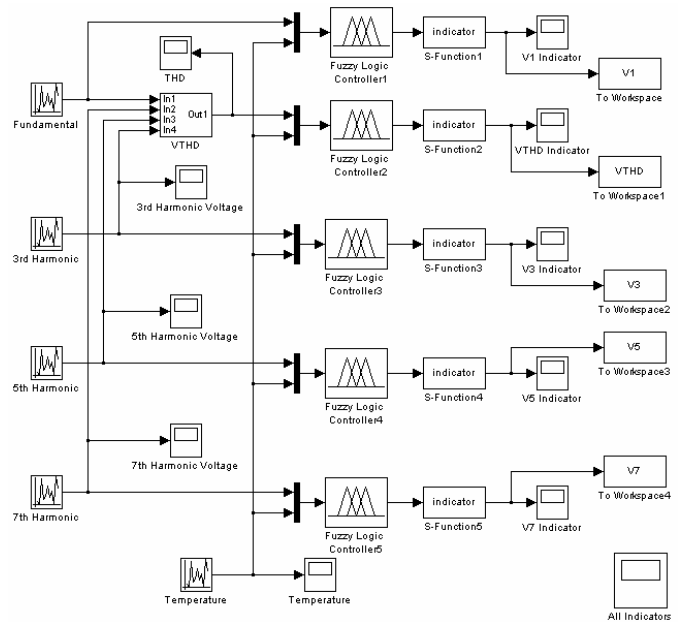 indicator
V1 Indicator
S-Function1
THD
Fuzzy Logic
Controller1
V1
To Workspace
Fundamental
In1
In2
In3
In4
Out1
VTHD
indicator
S-Function2
VTHD Indicator
Fuzzy Logic
Controller2
VTHD
To Workspace1
3rd Harmonic Voltage
3rd Harmonic
indicator
S-Function3
V3 Indicator
Fuzzy Logic
Controller3
V3
To Workspace2
5th Harmonic Voltage
V5
To Workspace3
5th Harmonic
indicator
S-Function4
V5 Indicator
Fuzzy Logic
Controller4
7th Harmonic Voltage
V7
To Workspace4
7th Harmonic
indicator
S-Function5
V7 Indicator
Fuzzy Logic
Controller5
Temperature
Temperature
All Indicators